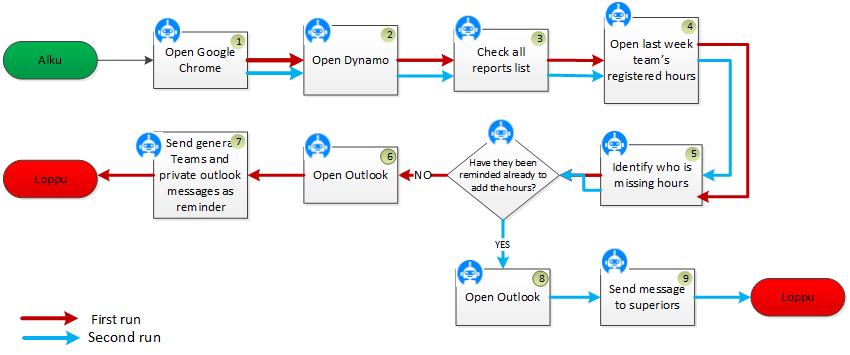 Alku
1
Open Google
Chrome
2
Open Dynamo
3
Check all
reports list
4
Open last week
team's
registered hours
5
Identify who is
missing hours
Have they been
reminded already to
add the hours?
NO
6
Open Outlook
7
Send general
Teams and
private outlook
messages as
reminder
Loppu
YES
8
Open Outlook
9
Send message
to superiors
Loppu
First run
Second run